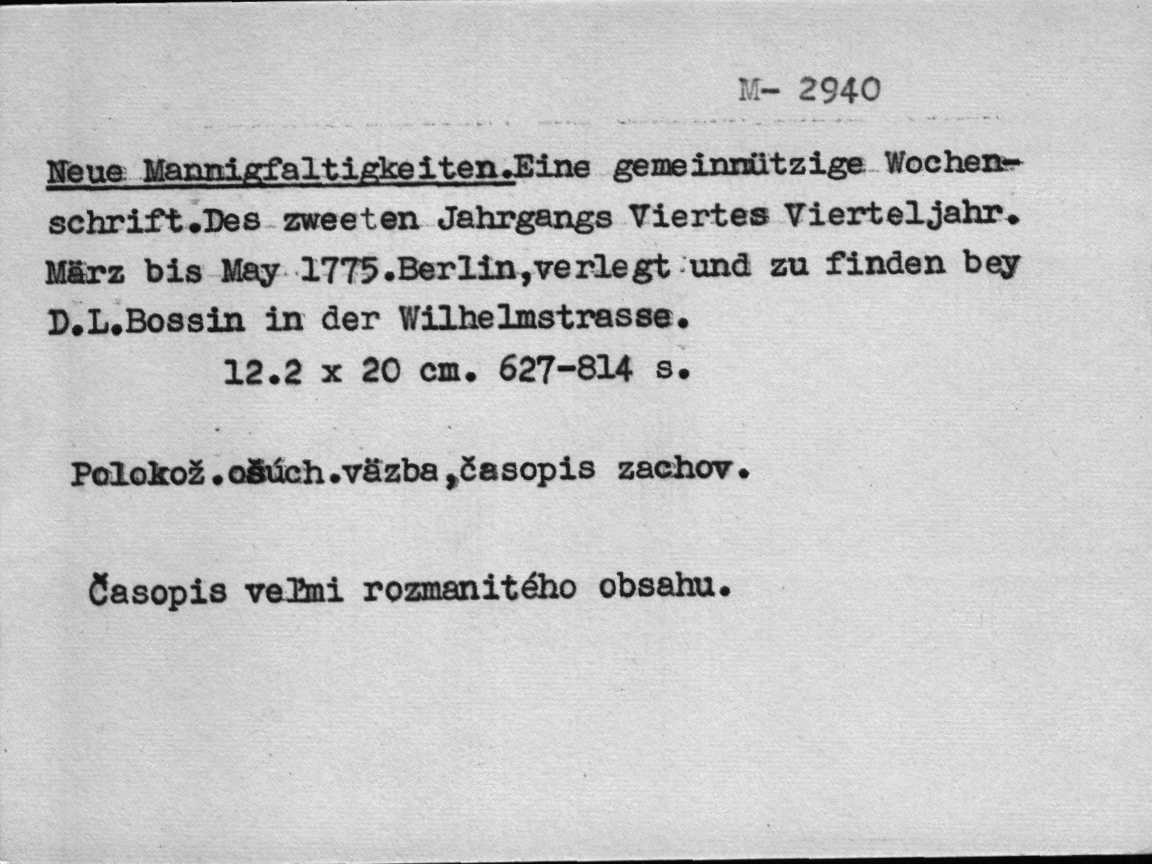 M- 2940
Neue Mannigfaltigkeiten.Eine gemeinnützige Wochen-
schrift.Des zweeten Jahrgangs Viertes Vierteljahr.
März bis May 1775.Berlin,verlegt und zu finden bey
D.L.Bossin in der Wilhelmstrasse.
12.2 x 20 cm. 627-814 s.
Polokož.ošúch.väzba,časopis zachov.
Časopis veľmi rozmanitého obsahu.